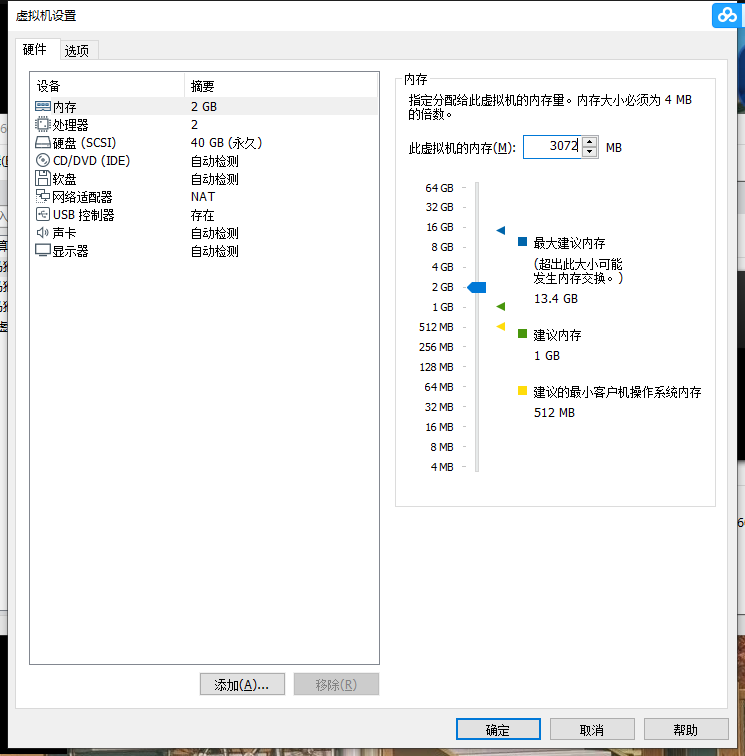 虚拟机设置
硬件 选项
设备 摘要
内存 2 GB
处理器 2
硬盘 (SCSI) 40 GB (永久)
CD/DVD (IDE) 自动检测
软盘 自动检测
网络适配器 NAT
USB 控制器 存在
声卡 自动检测
显示器 自动检测
添加(A)... 移除(R)
内存
指定分配给此虚拟机的内存量。内存大小必须为 4 MB
的倍数。
此虚拟机的内存(M): 3072 MB
64 GB
32 GB
16 GB
8 GB
4 GB
2 GB
1 GB
512 MB
256 MB
128 MB
64 MB
32 MB
16 MB
8 MB
4 MB
最大建议内存
(超出此大小可能
发生内存交换。)
13.4 GB
建议内存
1 GB
建议的最小客户机操作系统内存
512 MB
确定 取消 帮助